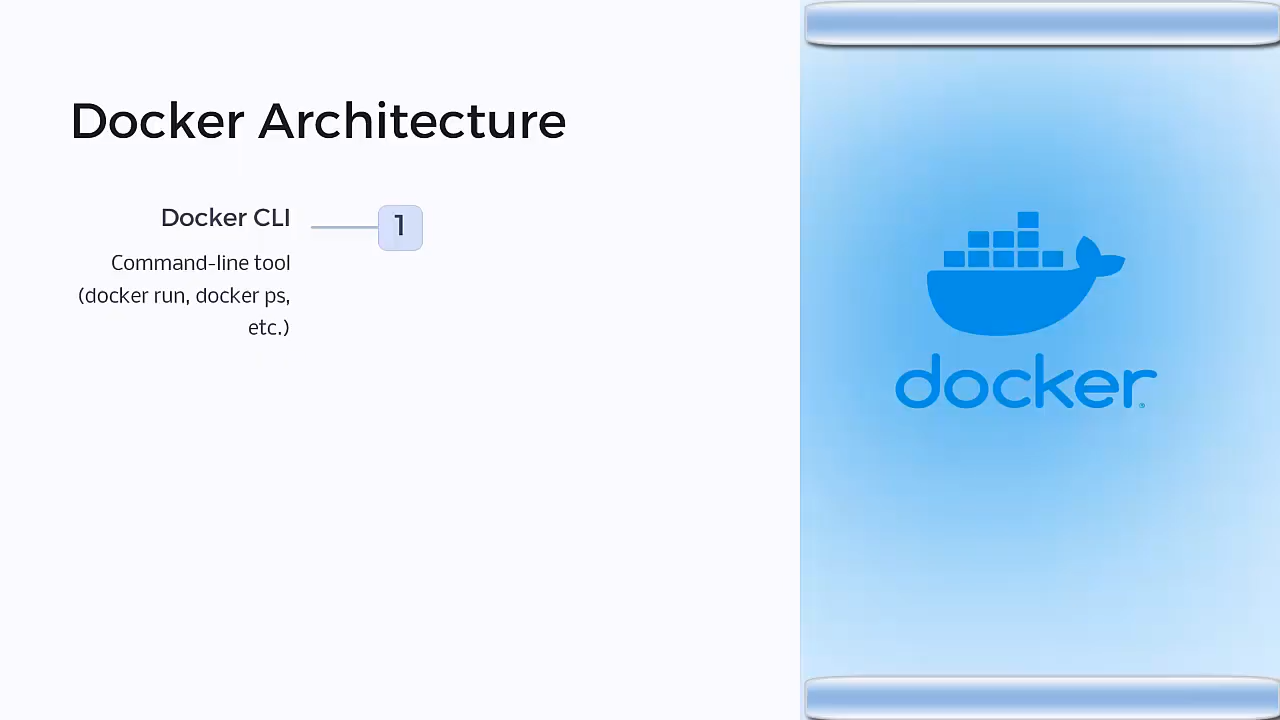 Docker Architecture
Docker CLI
1
Command-line tool
(docker run, docker ps,
etc.)
docker